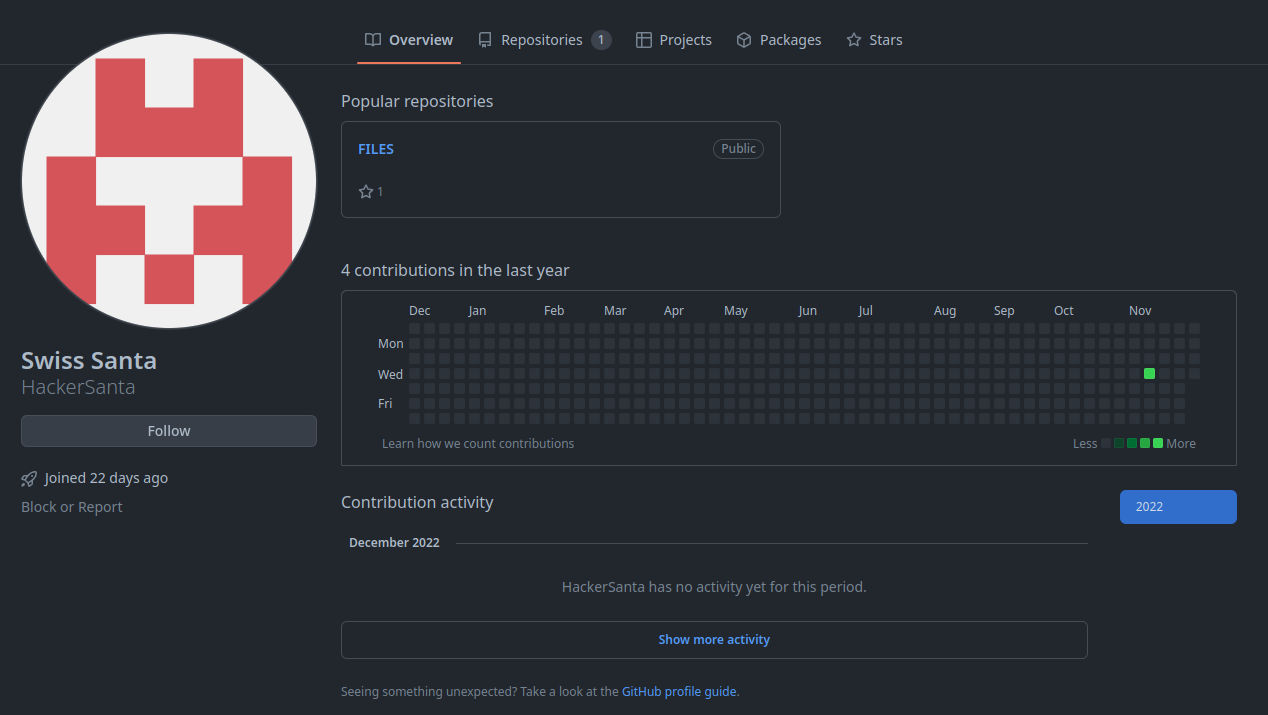 Overview Repositories 1 Projects Packages Stars
Popular repositories
FILES Public
1
4 contributions in the last year
Dec Jan Feb Mar Apr May Jun Jul Aug Sep Oct Nov
Mon
Wed
Fri
Learn how we count contributions Less More
Swiss Santa
HackerSanta
Follow
Joined 22 days ago
Block or Report
Contribution activity
2022
December 2022
HackerSanta has no activity yet for this period.
Show more activity
Seeing something unexpected? Take a look at the GitHub profile guide.